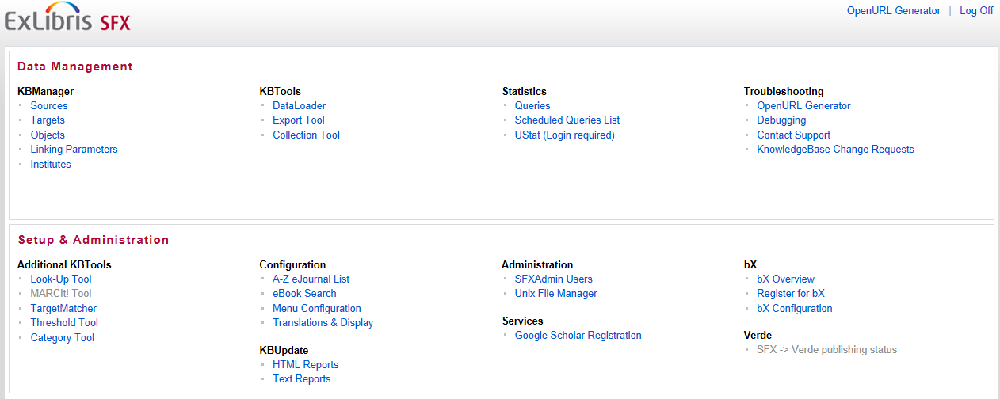 ExLibris SFX
OpenURL Generator | Log Off
Data Management
KBManager
Sources
Targets
Objects
Linking Parameters
Institutes
KBTools
DataLoader
Export Tool
Collection Tool
Statistics
Queries
Scheduled Queries List
UStat (Login required)
Troubleshooting
OpenURL Generator
Debugging
Contact Support
KnowledgeBase Change Requests
Setup & Administration
Additional KBTools
Look-Up Tool
MARCIt! Tool
TargetMatcher
Threshold Tool
Category Tool
Configuration
A-Z eJournal List
eBook Search
Menu Configuration
Translations & Display
KBUpdate
HTML Reports
Text Reports
Administration
SFXAdmin Users
Unix File Manager
Services
Google Scholar Registration
bX
bX Overview
Register for bX
bX Configuration
Verde
SFX -> Verde publishing status